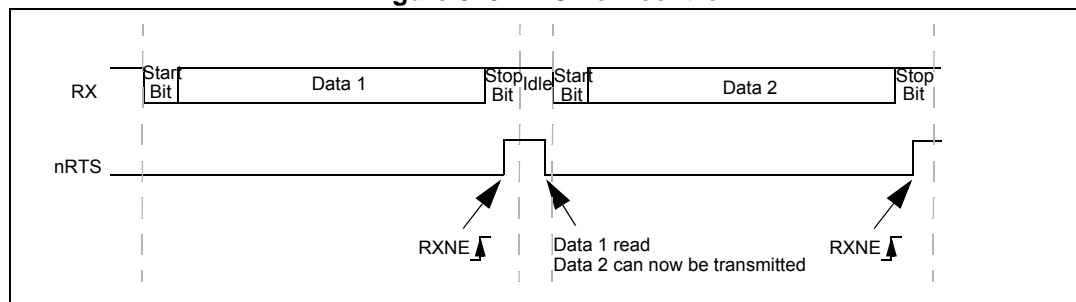 RX
Start
Bit
Data 1
Stop
Bit
Idle
Start
Bit
Data 2
Stop
Bit
nRTS
RXNE
Data 1 read
Data 2 can now be transmitted
RXNE